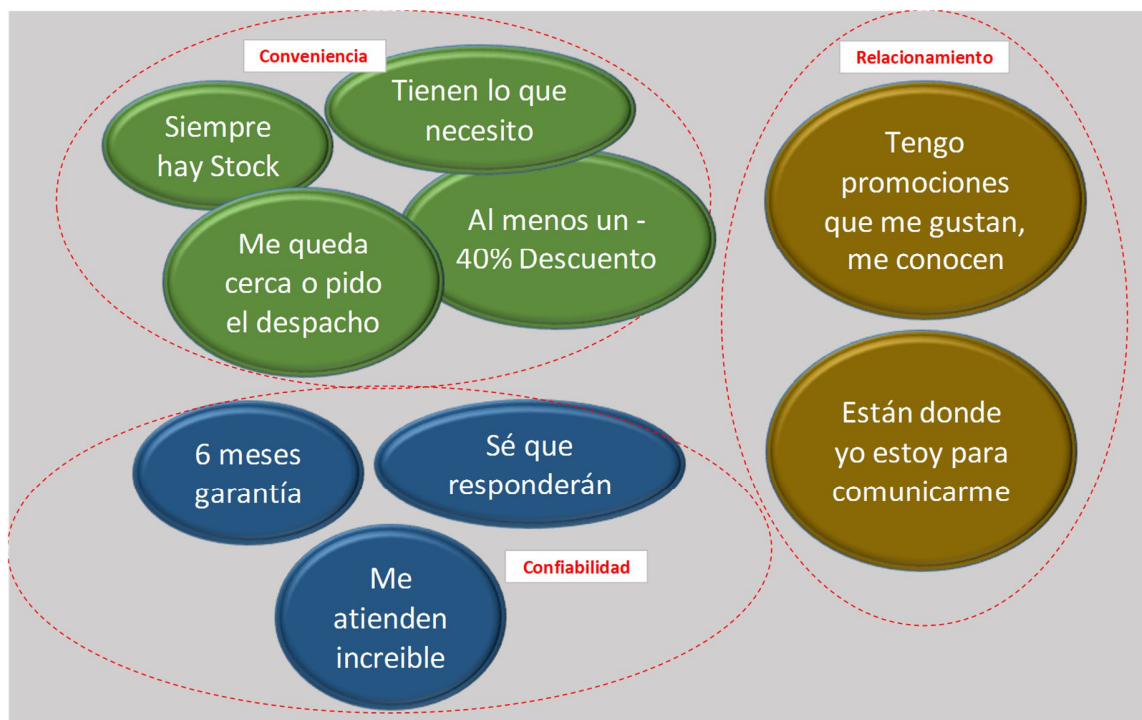 Conveniencia
Siempre
hay Stock
Tienen lo que
necesito
Me queda
cerca o pido
el despacho
Al menos un -
40% Descuento
Relacionamiento
Tengo
promociones
que me gustan,
me conocen
Están donde
yo estoy para
comunicarme
6 meses
garantía
Sé que
responderán
Me
atienden
increible
Confiabilidad